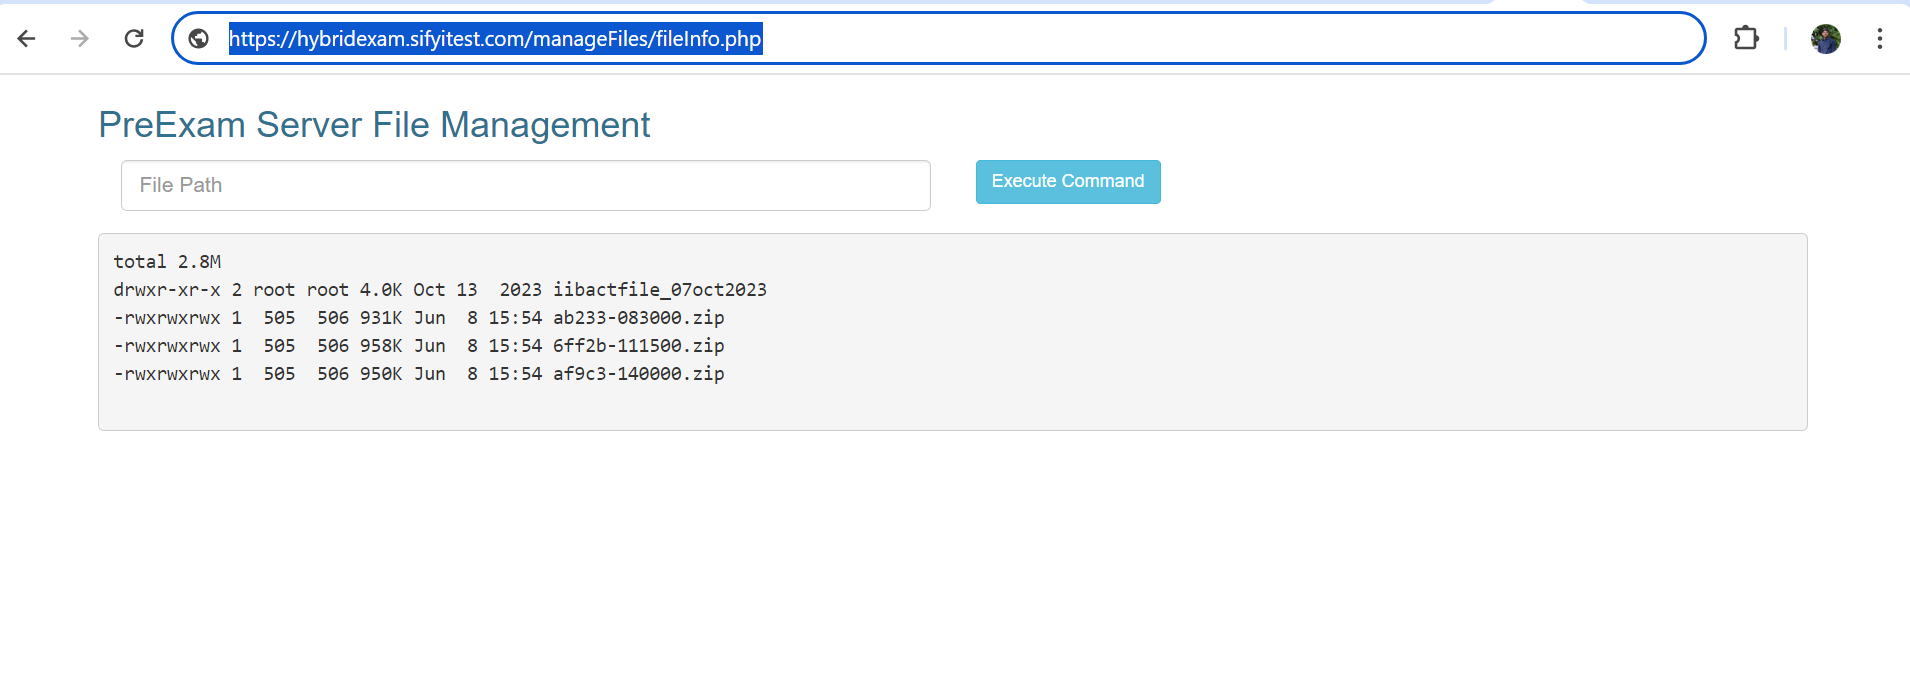 https://hybridexam.sifyitest.com/manageFiles/fileInfo.php
PreExam Server File Management
File Path
Execute Command
total 2.8M
drwxr-xr-x 2 root root 4.0K Oct 13  2023 iibactfile_07oct2023
-rwxrwxrwx 1  505  506 931K Jun  8 15:54 ab233-083000.zip
-rwxrwxrwx 1  505  506 958K Jun  8 15:54 6ff2b-111500.zip
-rwxrwxrwx 1  505  506 950K Jun  8 15:54 af9c3-140000.zip